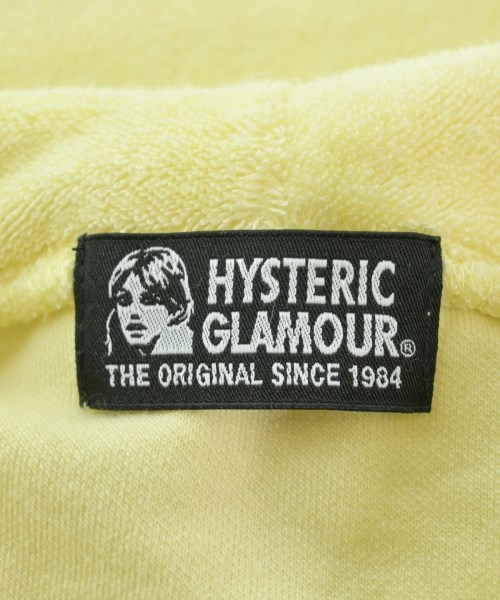 HYSTERIC
GLAMOUR®
THE ORIGINAL SINCE 1984